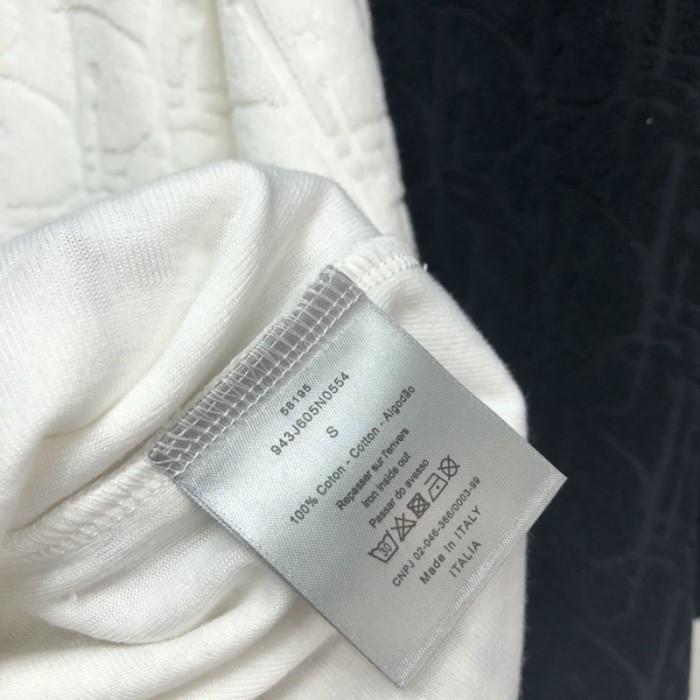 58195
943J605N0554
S
100% Coton - Cotton - Algodão
Repasser sur l'envers
Iron inside out
Passar do avesso
30
CNPJ 02-046-366/0003-99
Made In ITALY
ITALIA